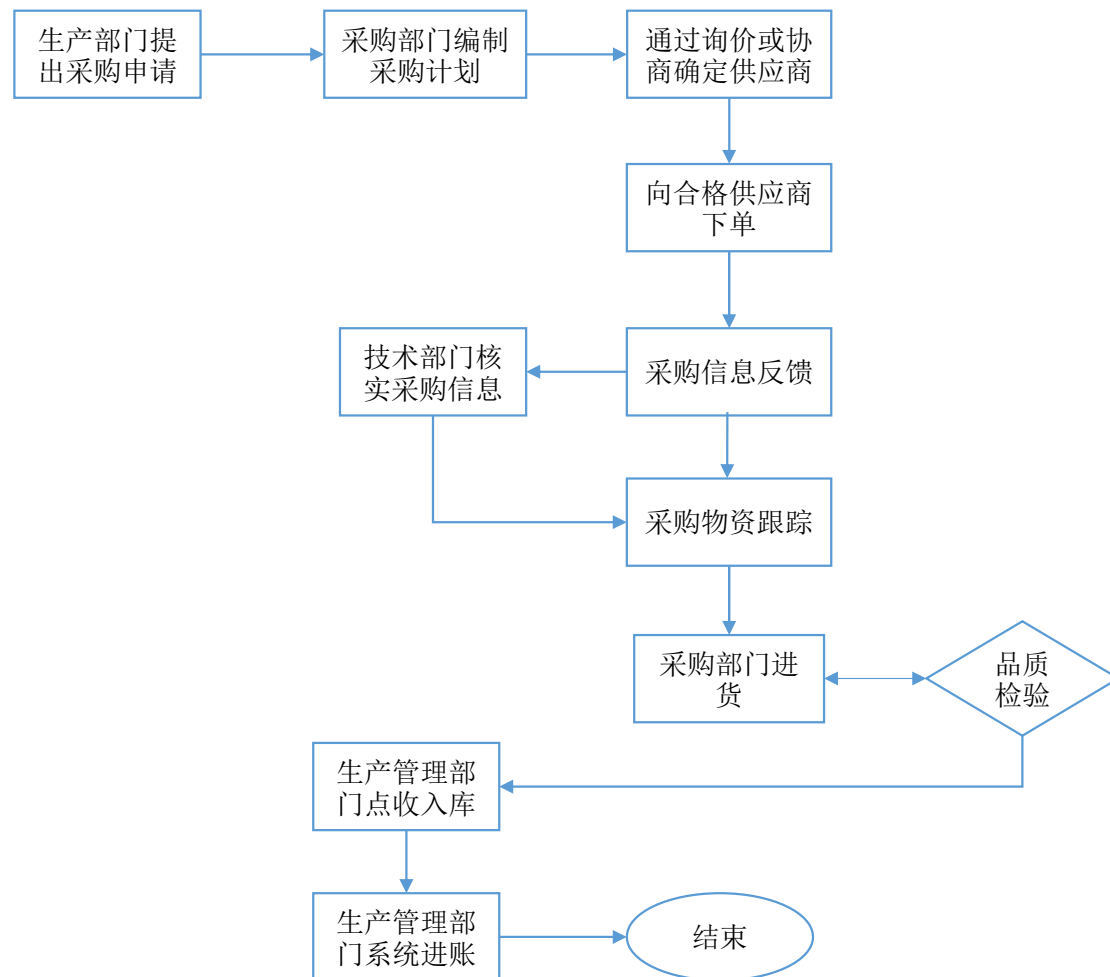 生产部门提
出采购申请
采购部门编制
采购计划
通过询价或协
商确定供应商
向合格供应商
下单
技术部门核
实采购信息
采购信息反馈
采购物资跟踪
采购部门进
货
品质
检验
生产管理部
门点收入库
生产管理部
门系统进账
结束